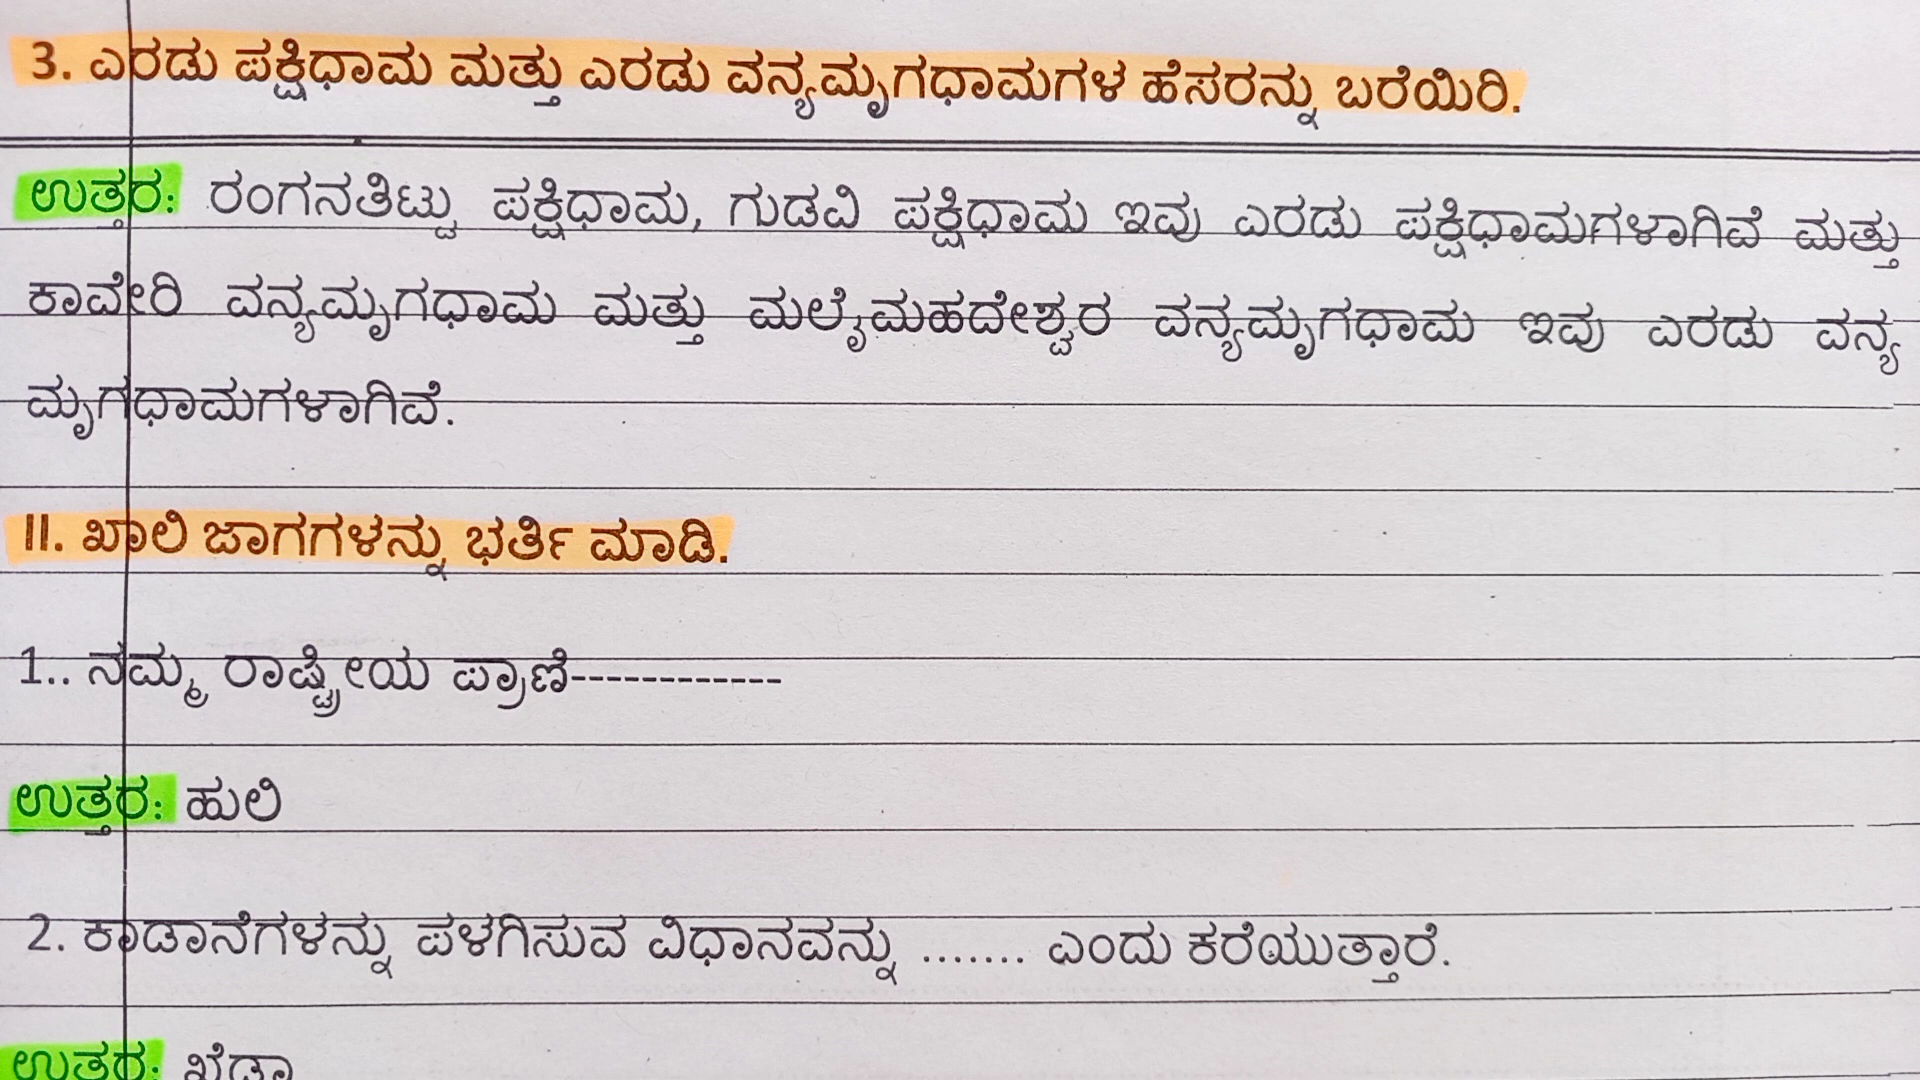 3. ಎರಡು ಪಕ್ಷಿಧಾಮ ಮತ್ತು ಎರಡು ವನ್ಯಮೃಗಧಾಮಗಳ ಹೆಸರನ್ನು ಬರೆಯಿರಿ.
ಉತ್ತರ: ರಂಗನತಿಟ್ಟು ಪಕ್ಷಿಧಾಮ, ಗುಡವಿ ಪಕ್ಷಿಧಾಮ ಇವು ಎರಡು ಪಕ್ಷಿಧಾಮಗಳಾಗಿವೆ ಮತ್ತು
ಕಾವೇರಿ ವನ್ಯಮೃಗಧಾಮ ಮತ್ತು ಮಲೈಮಹದೇಶ್ವರ ವನ್ಯಮೃಗಧಾಮ ಇವು ಎರಡು ವನ್ಯ
ಮೃಗಧಾಮಗಳಾಗಿವೆ.
II. ಖಾಲಿ ಜಾಗಗಳನ್ನು ಭರ್ತಿ ಮಾಡಿ.
1.. ನಮ್ಮ ರಾಷ್ಟ್ರೀಯ ಪ್ರಾಣಿ------------
ಉತ್ತರ: ಹುಲಿ
2. ಕಾಡಾನೆಗಳನ್ನು ಪಳಗಿಸುವ ವಿಧಾನವನ್ನು ....... ಎಂದು ಕರೆಯುತ್ತಾರೆ.
ಉತ್ತರ: ಖೆಡ್ಡಾ